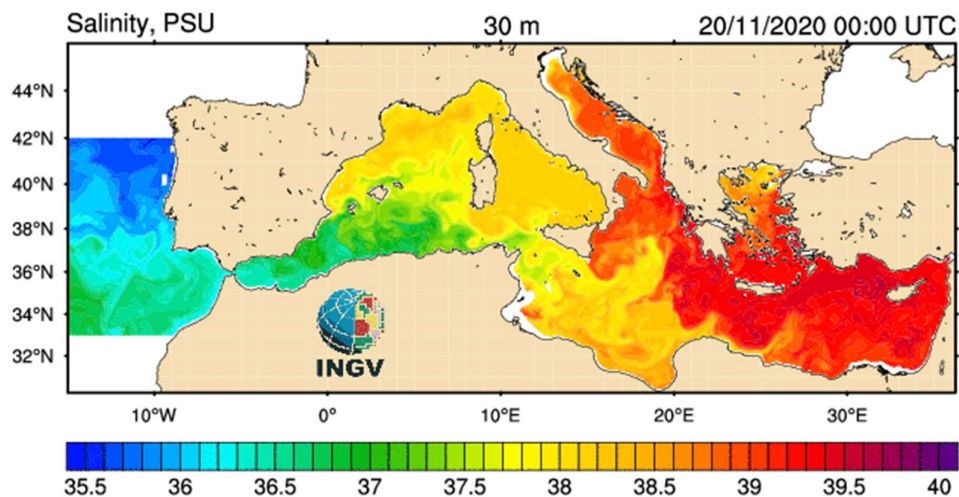 Salinity, PSU 30 m 20/11/2020 00:00 UTC
44°N
42°N
40°N
38°N
36°N
34°N
32°N
INGV
10°W 0° 10°E 20°E 30°E
35.5 36 36.5 37 37.5 38 38.5 39 39.5 40